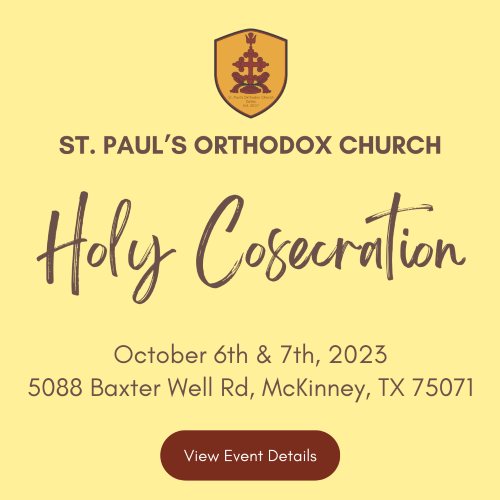 ST. PAUL’S ORTHODOX CHURCH
Holy Cosecration
October 6th & 7th, 2023
5088 Baxter Well Rd, McKinney, TX 75071
View Event Details